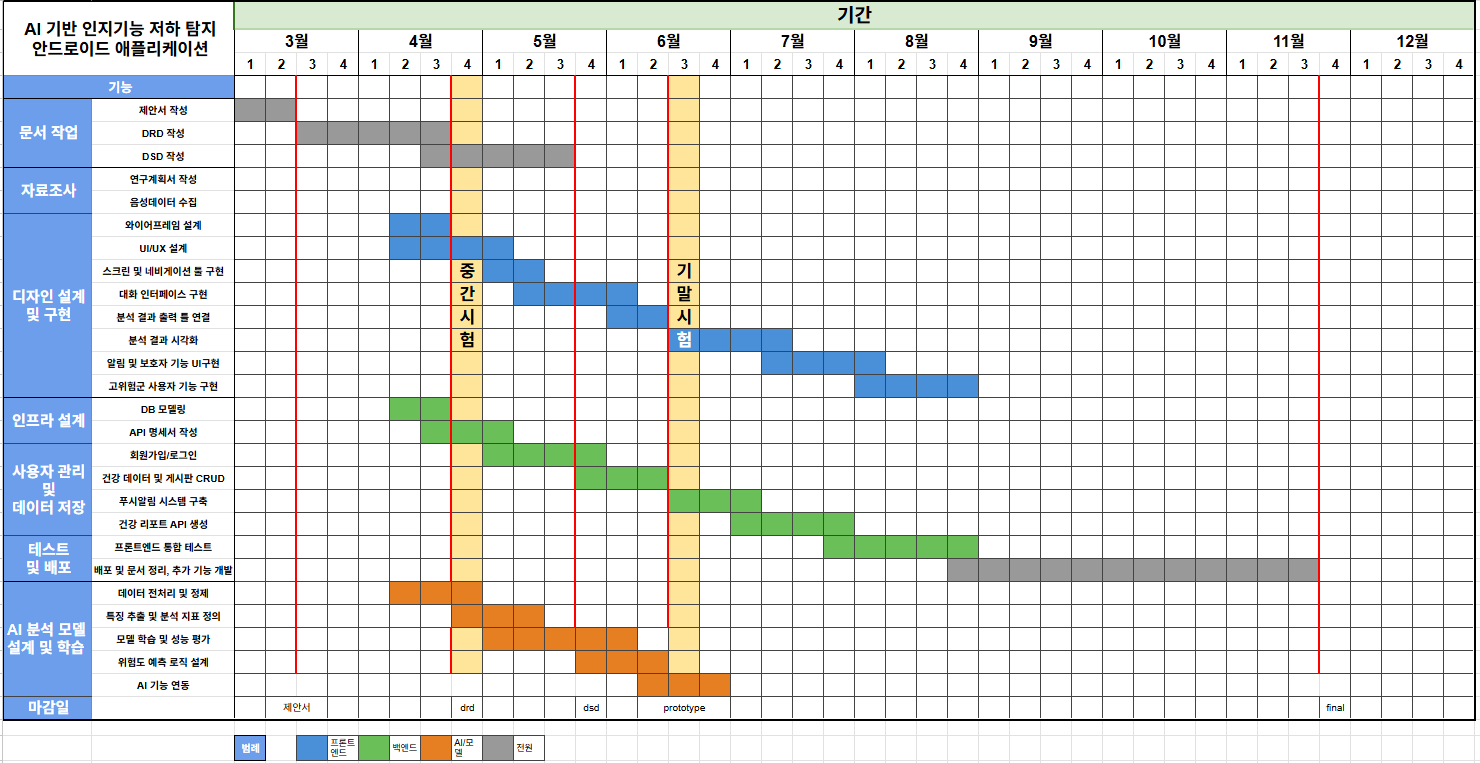 AI 기반 인지기능 저하 탐지
안드로이드 애플리케이션
기간
3월 4월 5월 6월 7월 8월 9월 10월 11월 12월
1 2 3 4 1 2 3 4 1 2 3 4 1 2 3 4 1 2 3 4 1 2 3 4 1 2 3 4 1 2 3 4 1 2 3 4 1 2 3 4
기능
문서 작업
제안서 작성
DRD 작성
DSD 작성
자료조사
연구계획서 작성
음성데이터 수집
디자인 설계
및 구현
와이어프레임 설계
UI/UX 설계
스크린 및 네비게이션 틀 구현
대화 인터페이스 구현
분석 결과 출력 틀 연결
분석 결과 시각화
알림 및 보호자 기능 UI구현
고위험군 사용자 기능 구현
중
간
시
험
기
말
시
험
인프라 설계
DB 모델링
API 명세서 작성
사용자 관리
및
데이터 저장
회원가입/로그인
건강 데이터 및 게시판 CRUD
푸시알림 시스템 구축
건강 리포트 API 생성
테스트
및 배포
프론트엔드 통합 테스트
배포 및 문서 정리, 추가 기능 개발
AI 분석 모델
설계 및 학습
데이터 전처리 및 정제
특징 추출 및 분석 지표 정의
모델 학습 및 성능 평가
위험도 예측 로직 설계
AI 기능 연동
마감일
제안서 drd dsd prototype final
범례
프론트
엔드
백엔드
AI/모
델
전원